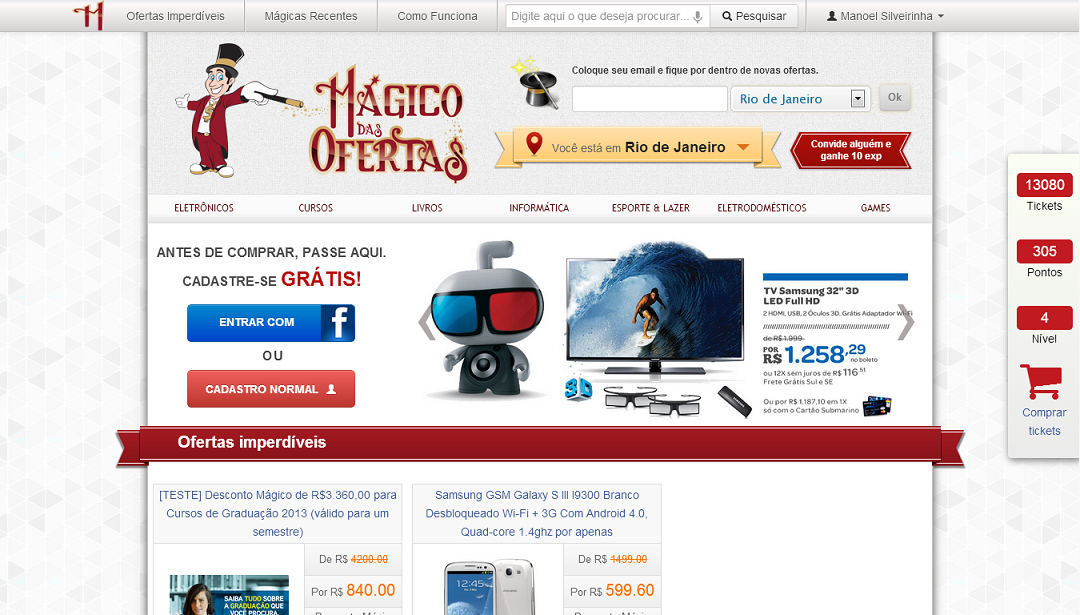 Ofertas Imperdíveis
Mágicas Recentes
Como Funciona
Digite aqui o que deseja procurar...
Pesquisar
Manoel Silveirinha
MÁGICO
DAS
OFERTAS
Coloque seu email e fique por dentro de novas ofertas.
Rio de Janeiro
Ok
Você está em Rio de Janeiro
Convide alguém e
ganhe 10 exp
ELETRÔNICOS
CURSOS
LIVROS
INFORMÁTICA
ESPORTE & LAZER
ELETRODOMÉSTICOS
GAMES
13080
Tickets
305
Pontos
4
Nível
Comprar
tickets
ANTES DE COMPRAR, PASSE AQUI.
CADASTRE-SE GRÁTIS!
ENTRAR COM f
OU
CADASTRO NORMAL
3D
TV Samsung 32" 3D
LED Full HD
2 HDMI, USB, 2 Óculos 3D, Grátis Adaptador Wi-Fi
de R$ 1.999
POR R$ 1.258,29 no boleto
ou 12X sem juros de R$ 116,51
Frete Grátis Sul e SE
Ou por R$ 1.187,10 em 1X
só com o Cartão Submarino
Ofertas imperdíveis
[TESTE] Desconto Mágico de R$3.360,00 para
Cursos de Graduação 2013 (válido para um
semestre)
De R$ 4200.00
Por R$ 840.00
SAIBA TUDO SOBRE
A GRADUAÇÃO QUE
VOCÊ PROCURA.
Samsung GSM Galaxy S III I9300 Branco
Desbloqueado Wi-Fi + 3G Com Android 4.0,
Quad-core 1.4ghz por apenas
12:45
De R$ 1499.00
Por R$ 599.60